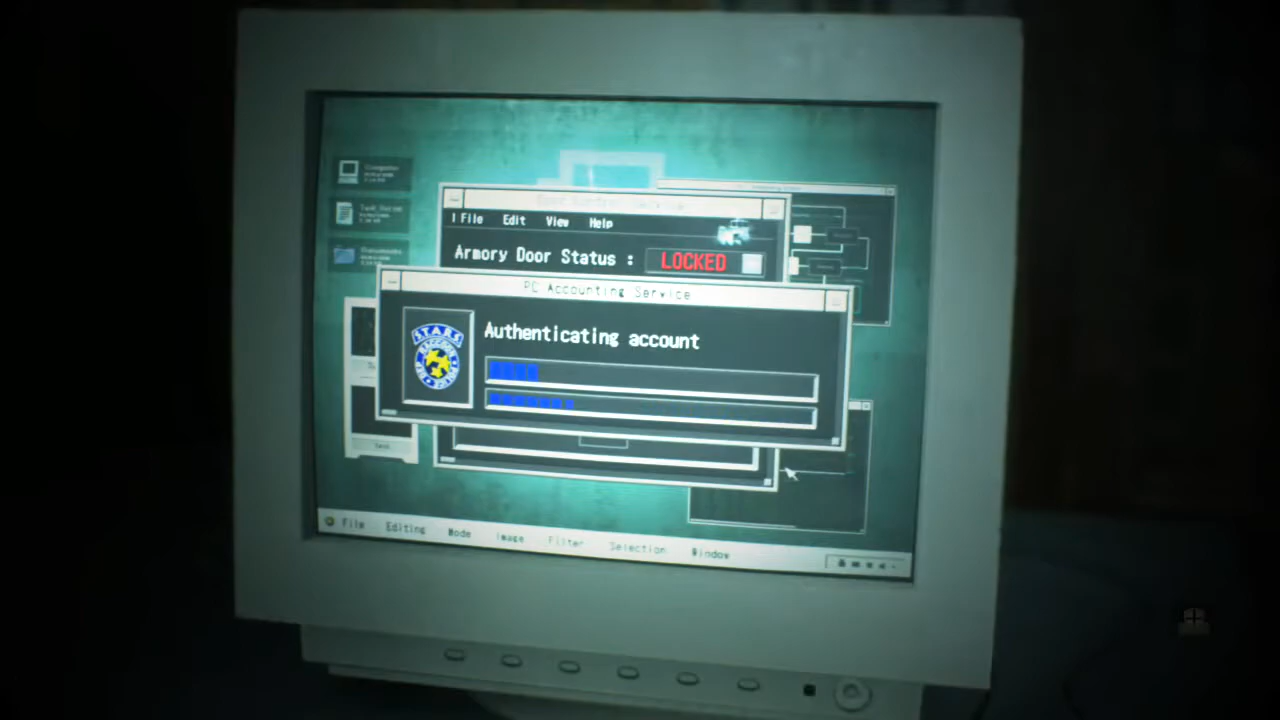 File Edit View Help
Armory Door Status : LOCKED
PC Accounting Service
S.T.A.R.S.
RACCOON
Authenticating account
File Editing Mode Image Filter Selection Window